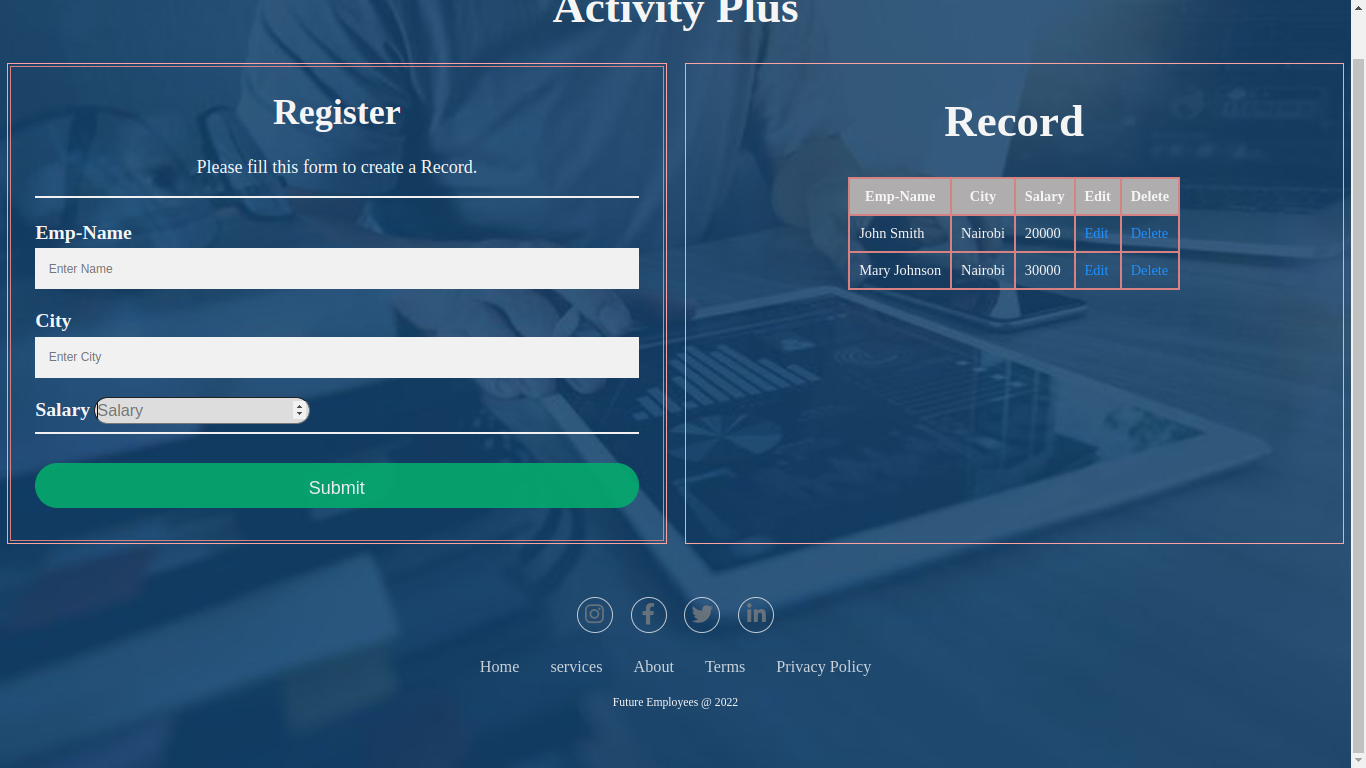 Activity Plus
Register
Please fill this form to create a Record.
Emp-Name
Enter Name
City
Enter City
Salary Salary
Submit
Record
Emp-Name City Salary Edit Delete
John Smith Nairobi 20000 Edit Delete
Mary Johnson Nairobi 30000 Edit Delete
Home services About Terms Privacy Policy
Future Employees @ 2022